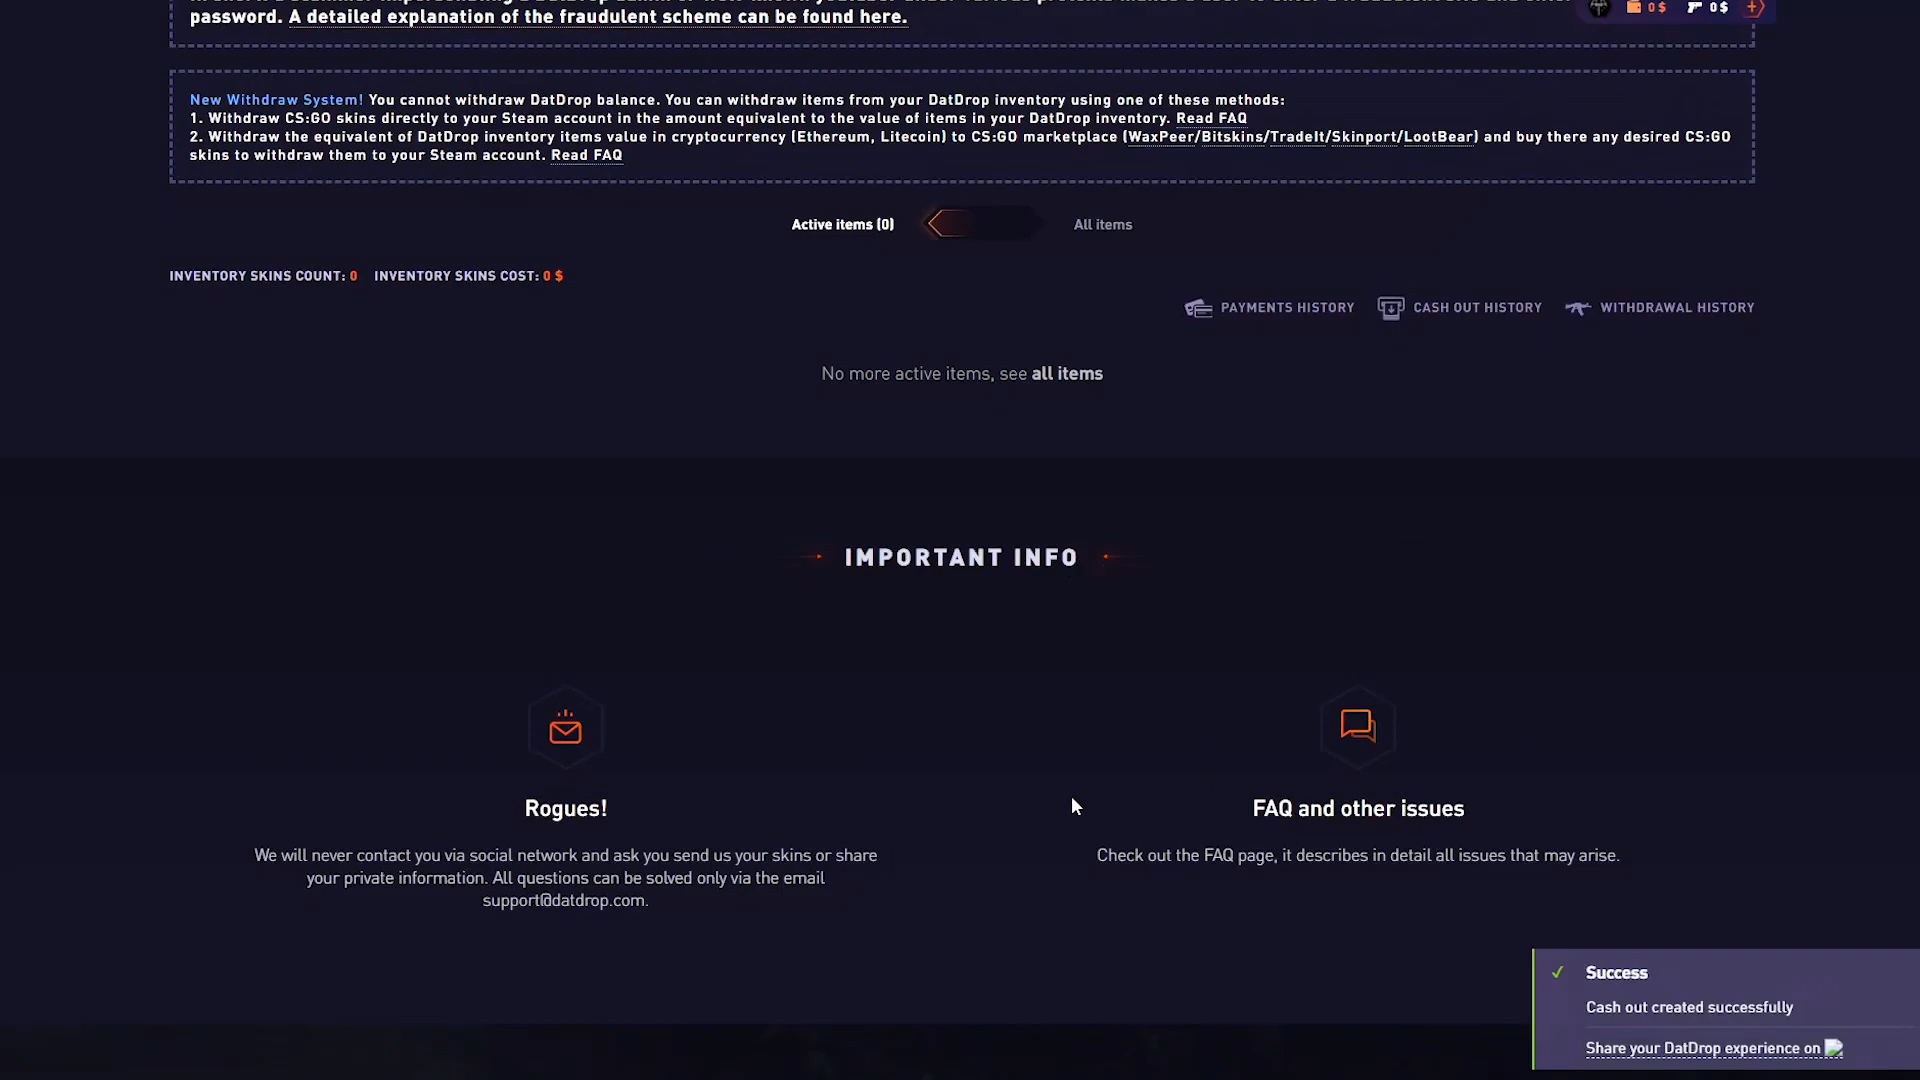 password. A detailed explanation of the fraudulent scheme can be found here.
0 $ 0 $
New Withdraw System! You cannot withdraw DatDrop balance. You can withdraw items from your DatDrop inventory using one of these methods:
1. Withdraw CS:GO skins directly to your Steam account in the amount equivalent to the value of items in your DatDrop inventory. Read FAQ
2. Withdraw the equivalent of DatDrop inventory items value in cryptocurrency (Ethereum, Litecoin) to CS:GO marketplace (WaxPeer/Bitskins/TradeIt/Skinport/LootBear) and buy there any desired CS:GO
skins to withdraw them to your Steam account. Read FAQ
Active items (0) All items
INVENTORY SKINS COUNT: 0 INVENTORY SKINS COST: 0 $
PAYMENTS HISTORY CASH OUT HISTORY WITHDRAWAL HISTORY
No more active items, see all items
IMPORTANT INFO
Rogues!
We will never contact you via social network and ask you send us your skins or share
your private information. All questions can be solved only via the email
support@datdrop.com.
FAQ and other issues
Check out the FAQ page, it describes in detail all issues that may arise.
✓ Success
Cash out created successfully
Share your DatDrop experience on